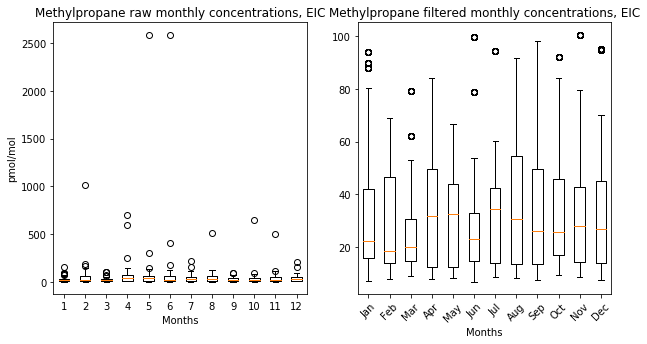 Methylpropane raw monthly concentrations, EIC
pmol/mol
2500
2000
1500
1000
500
0
1 2 3 4 5 6 7 8 9 10 11 12
Months
Methylpropane filtered monthly concentrations, EIC
100
80
60
40
20
Jan Feb Mar Apr May Jun Jul Aug Sep Oct Nov Dec
Months